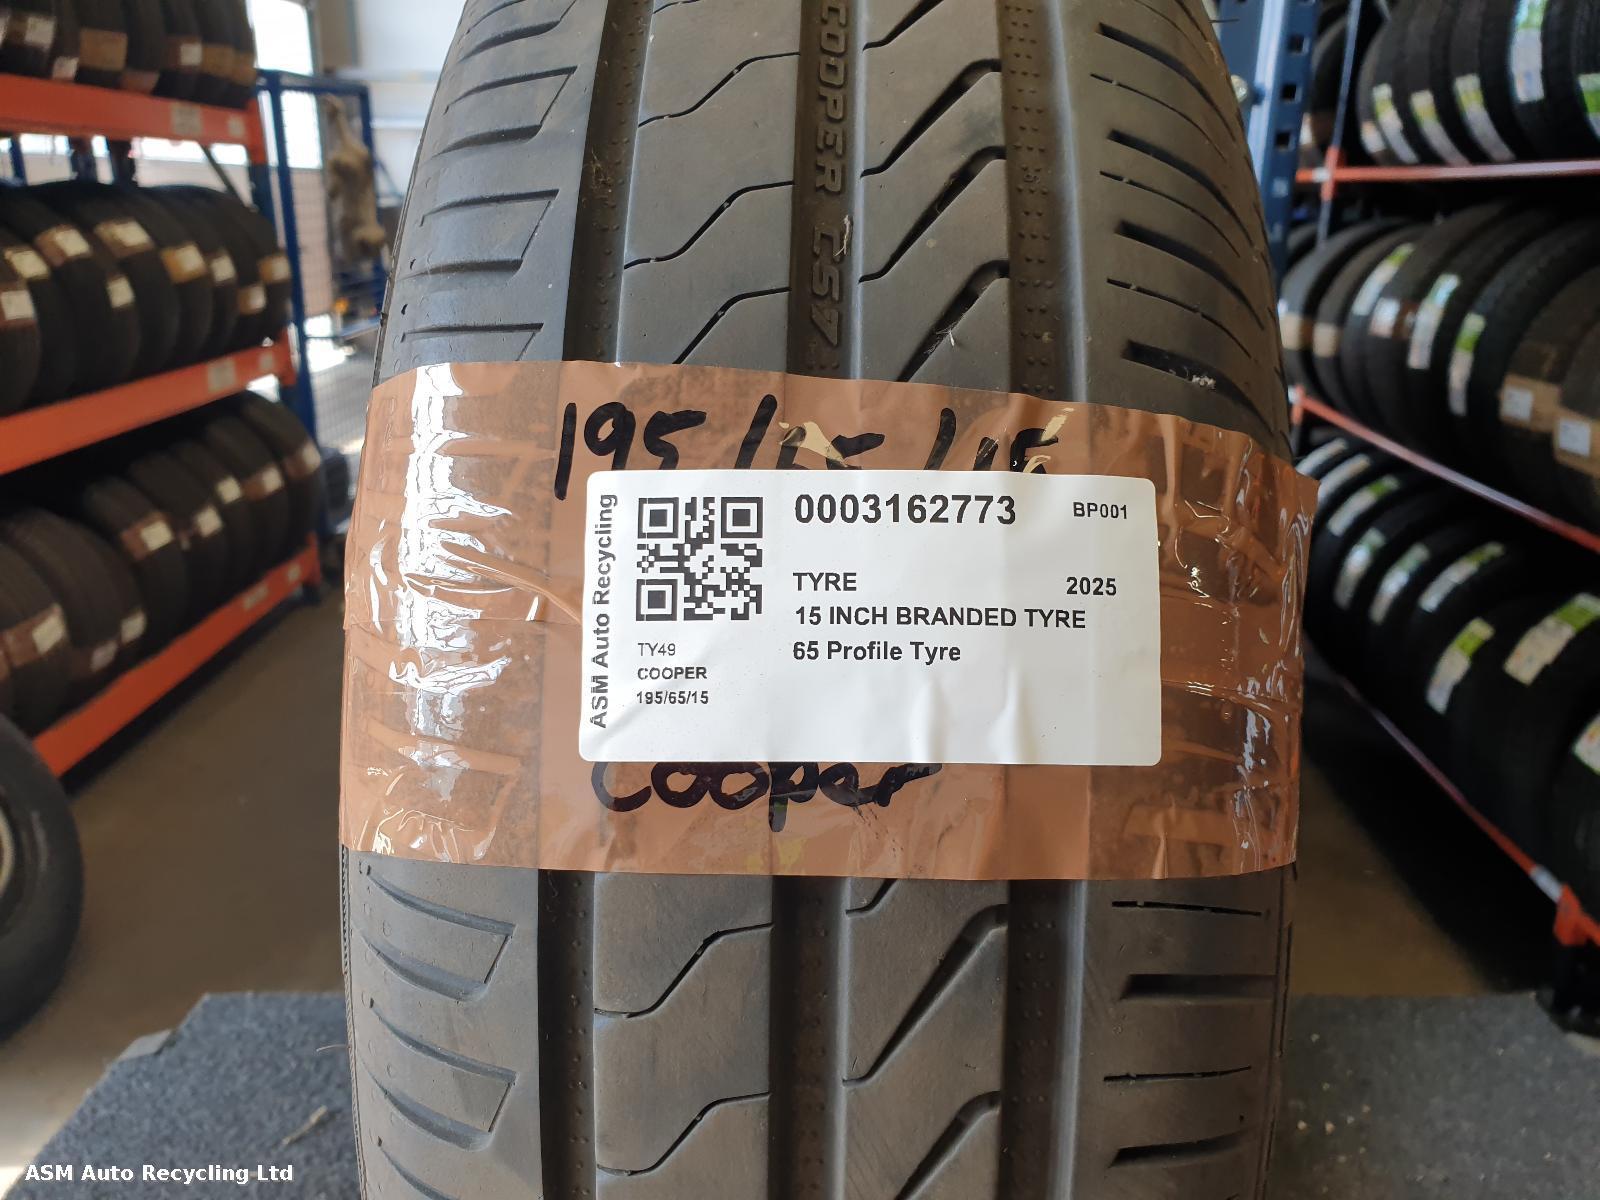 COOPER CS7
195/65/15
ASM Auto Recycling
0003162773
BP001
TYRE
2025
15 INCH BRANDED TYRE
65 Profile Tyre
TY49
COOPER
195/65/15
Cooper
ASM Auto Recycling Ltd